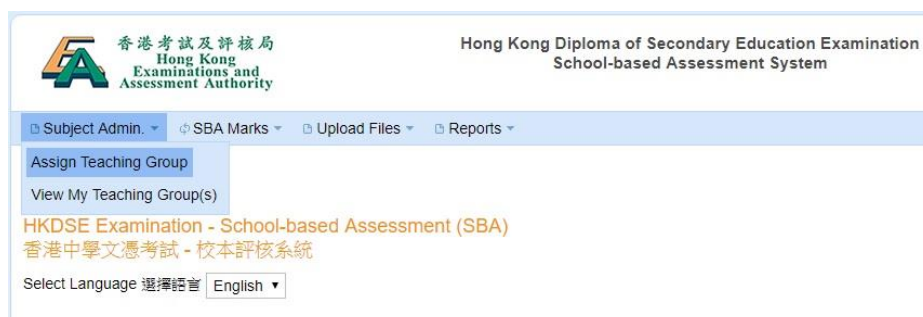 香港考試及評核局
Hong Kong
Examinations and
Assessment Authority
Hong Kong Diploma of Secondary Education Examination
School-based Assessment System
Subject Admin. SBA Marks Upload Files Reports
Assign Teaching Group
View My Teaching Group(s)
HKDSE Examination - School-based Assessment (SBA)
香港中學文憑考試 - 校本評核系統
Select Language 選擇語言 English